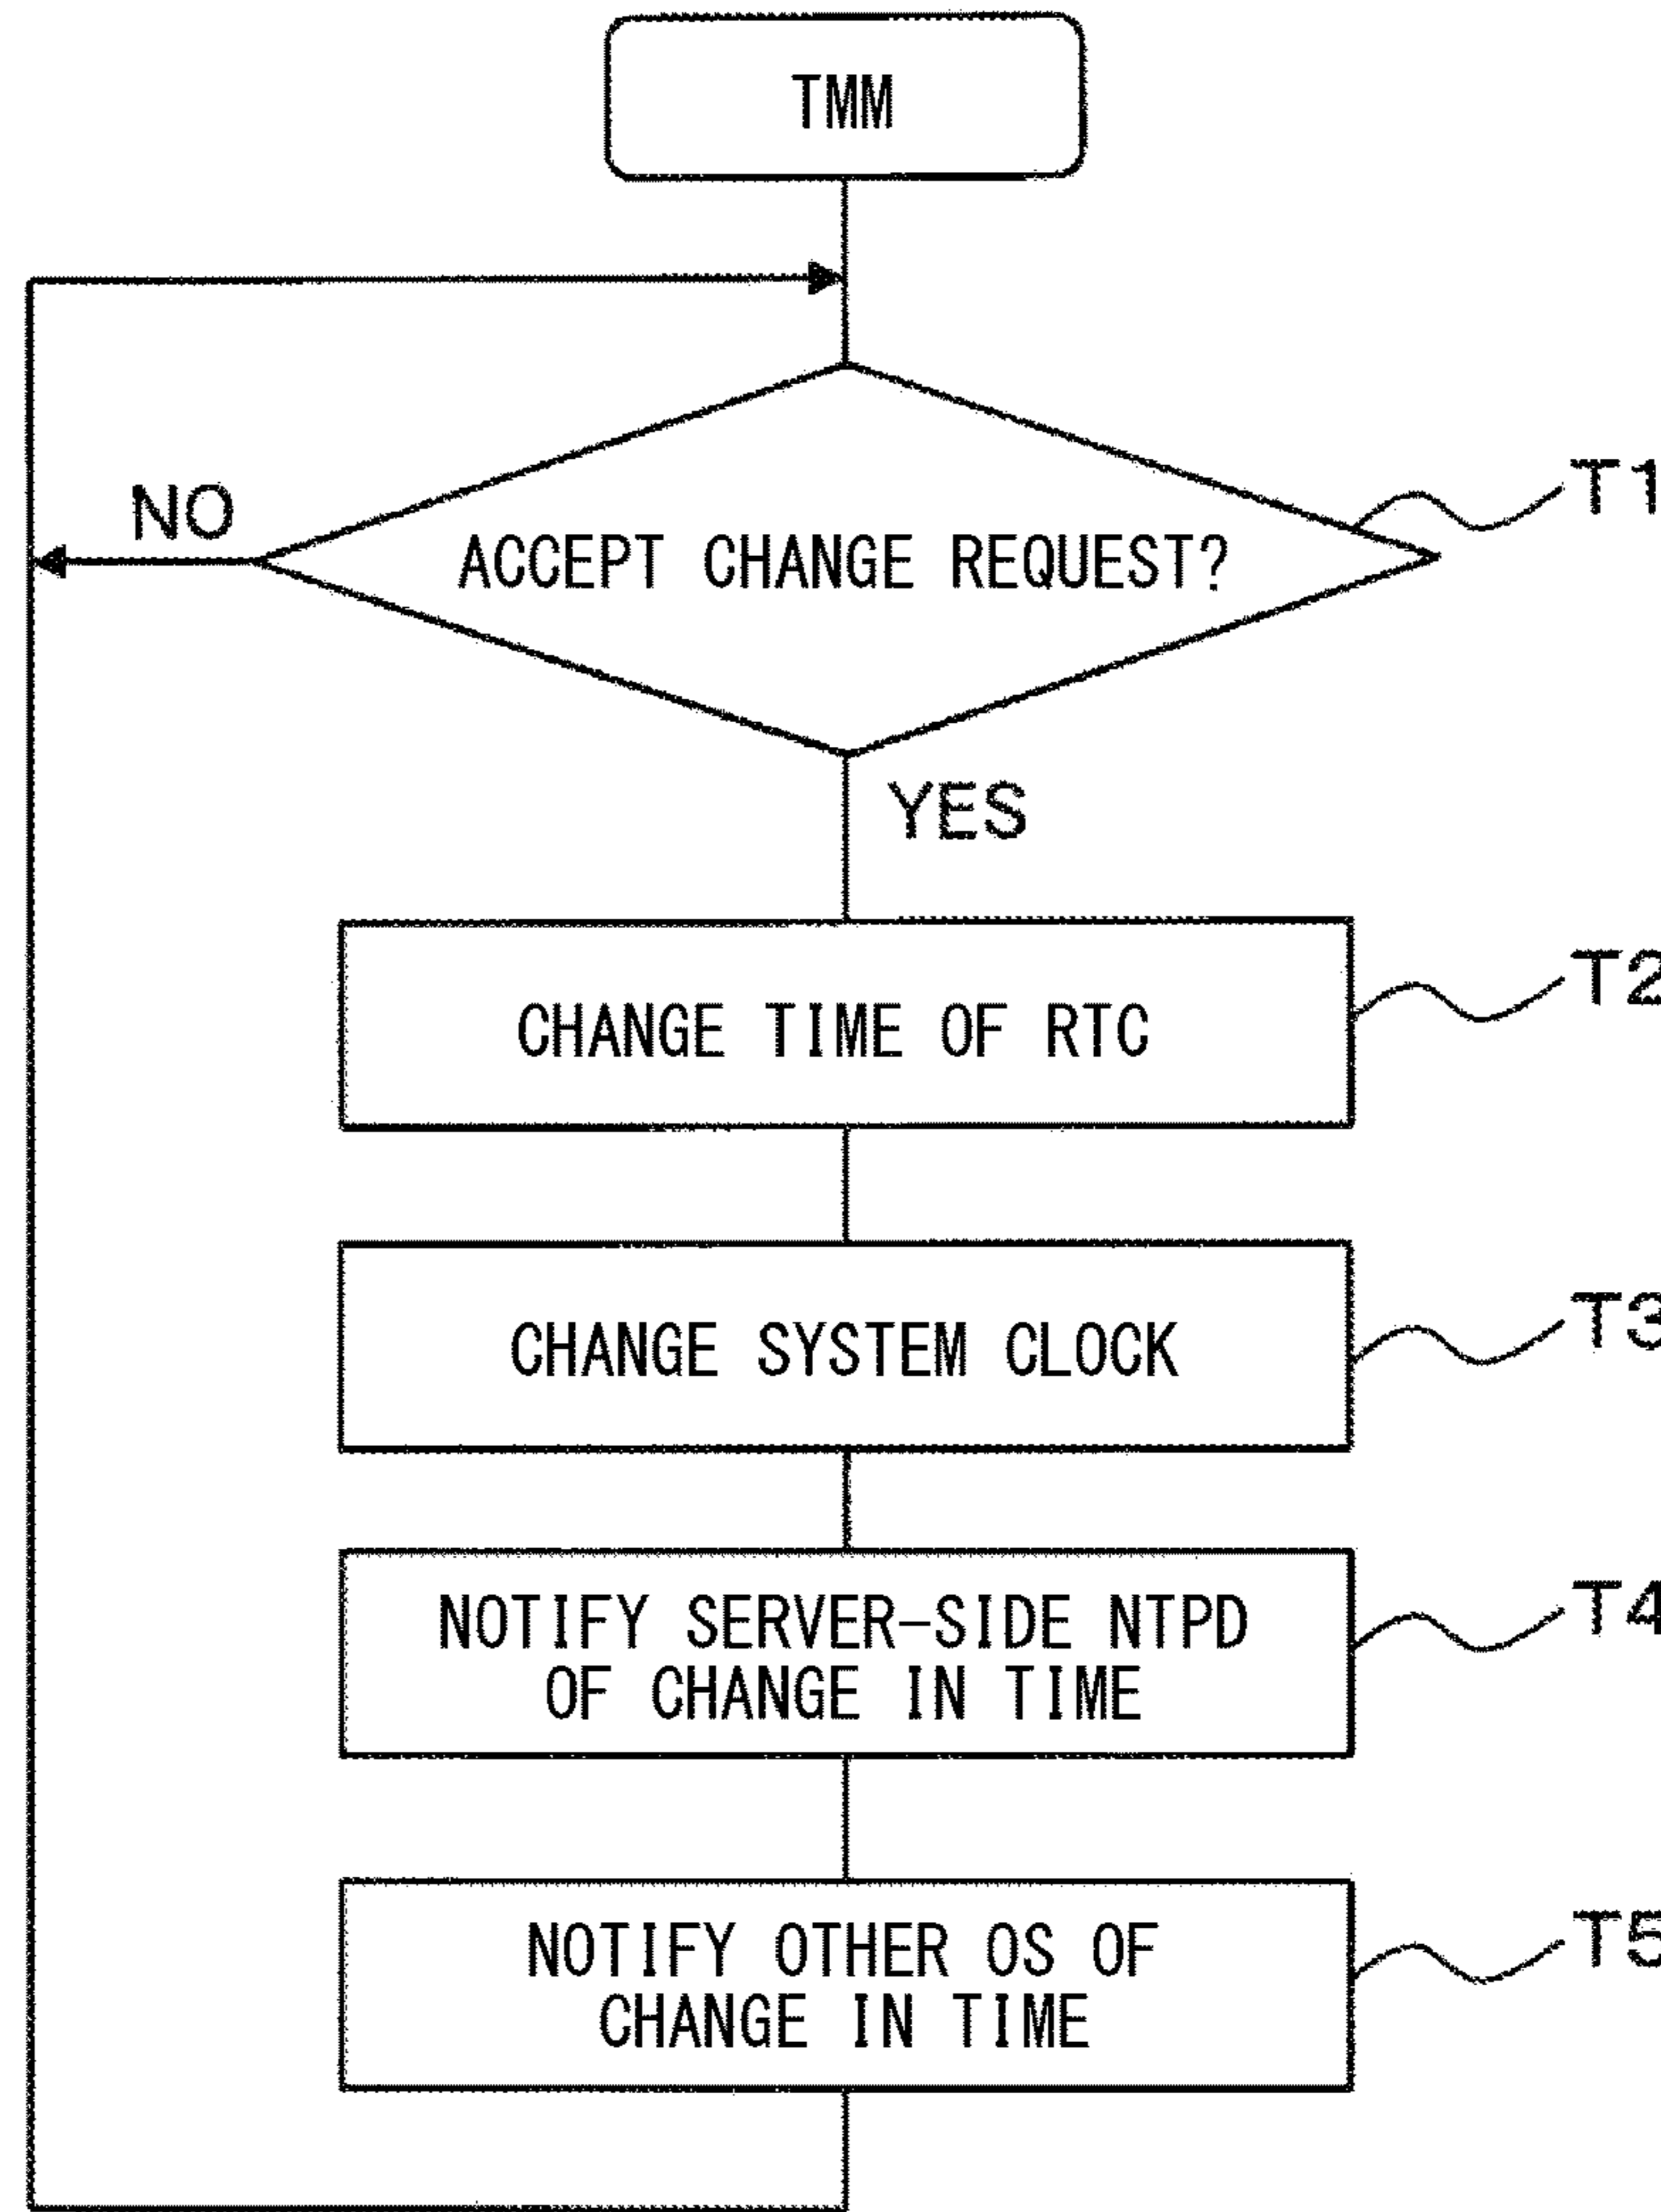 TMM
ACCEPT CHANGE REQUEST?
T1
NO
YES
CHANGE TIME OF RTC
T2
CHANGE SYSTEM CLOCK
T3
NOTIFY SERVER-SIDE NTPD
OF CHANGE IN TIME
T4
NOTIFY OTHER OS OF
CHANGE IN TIME
T5